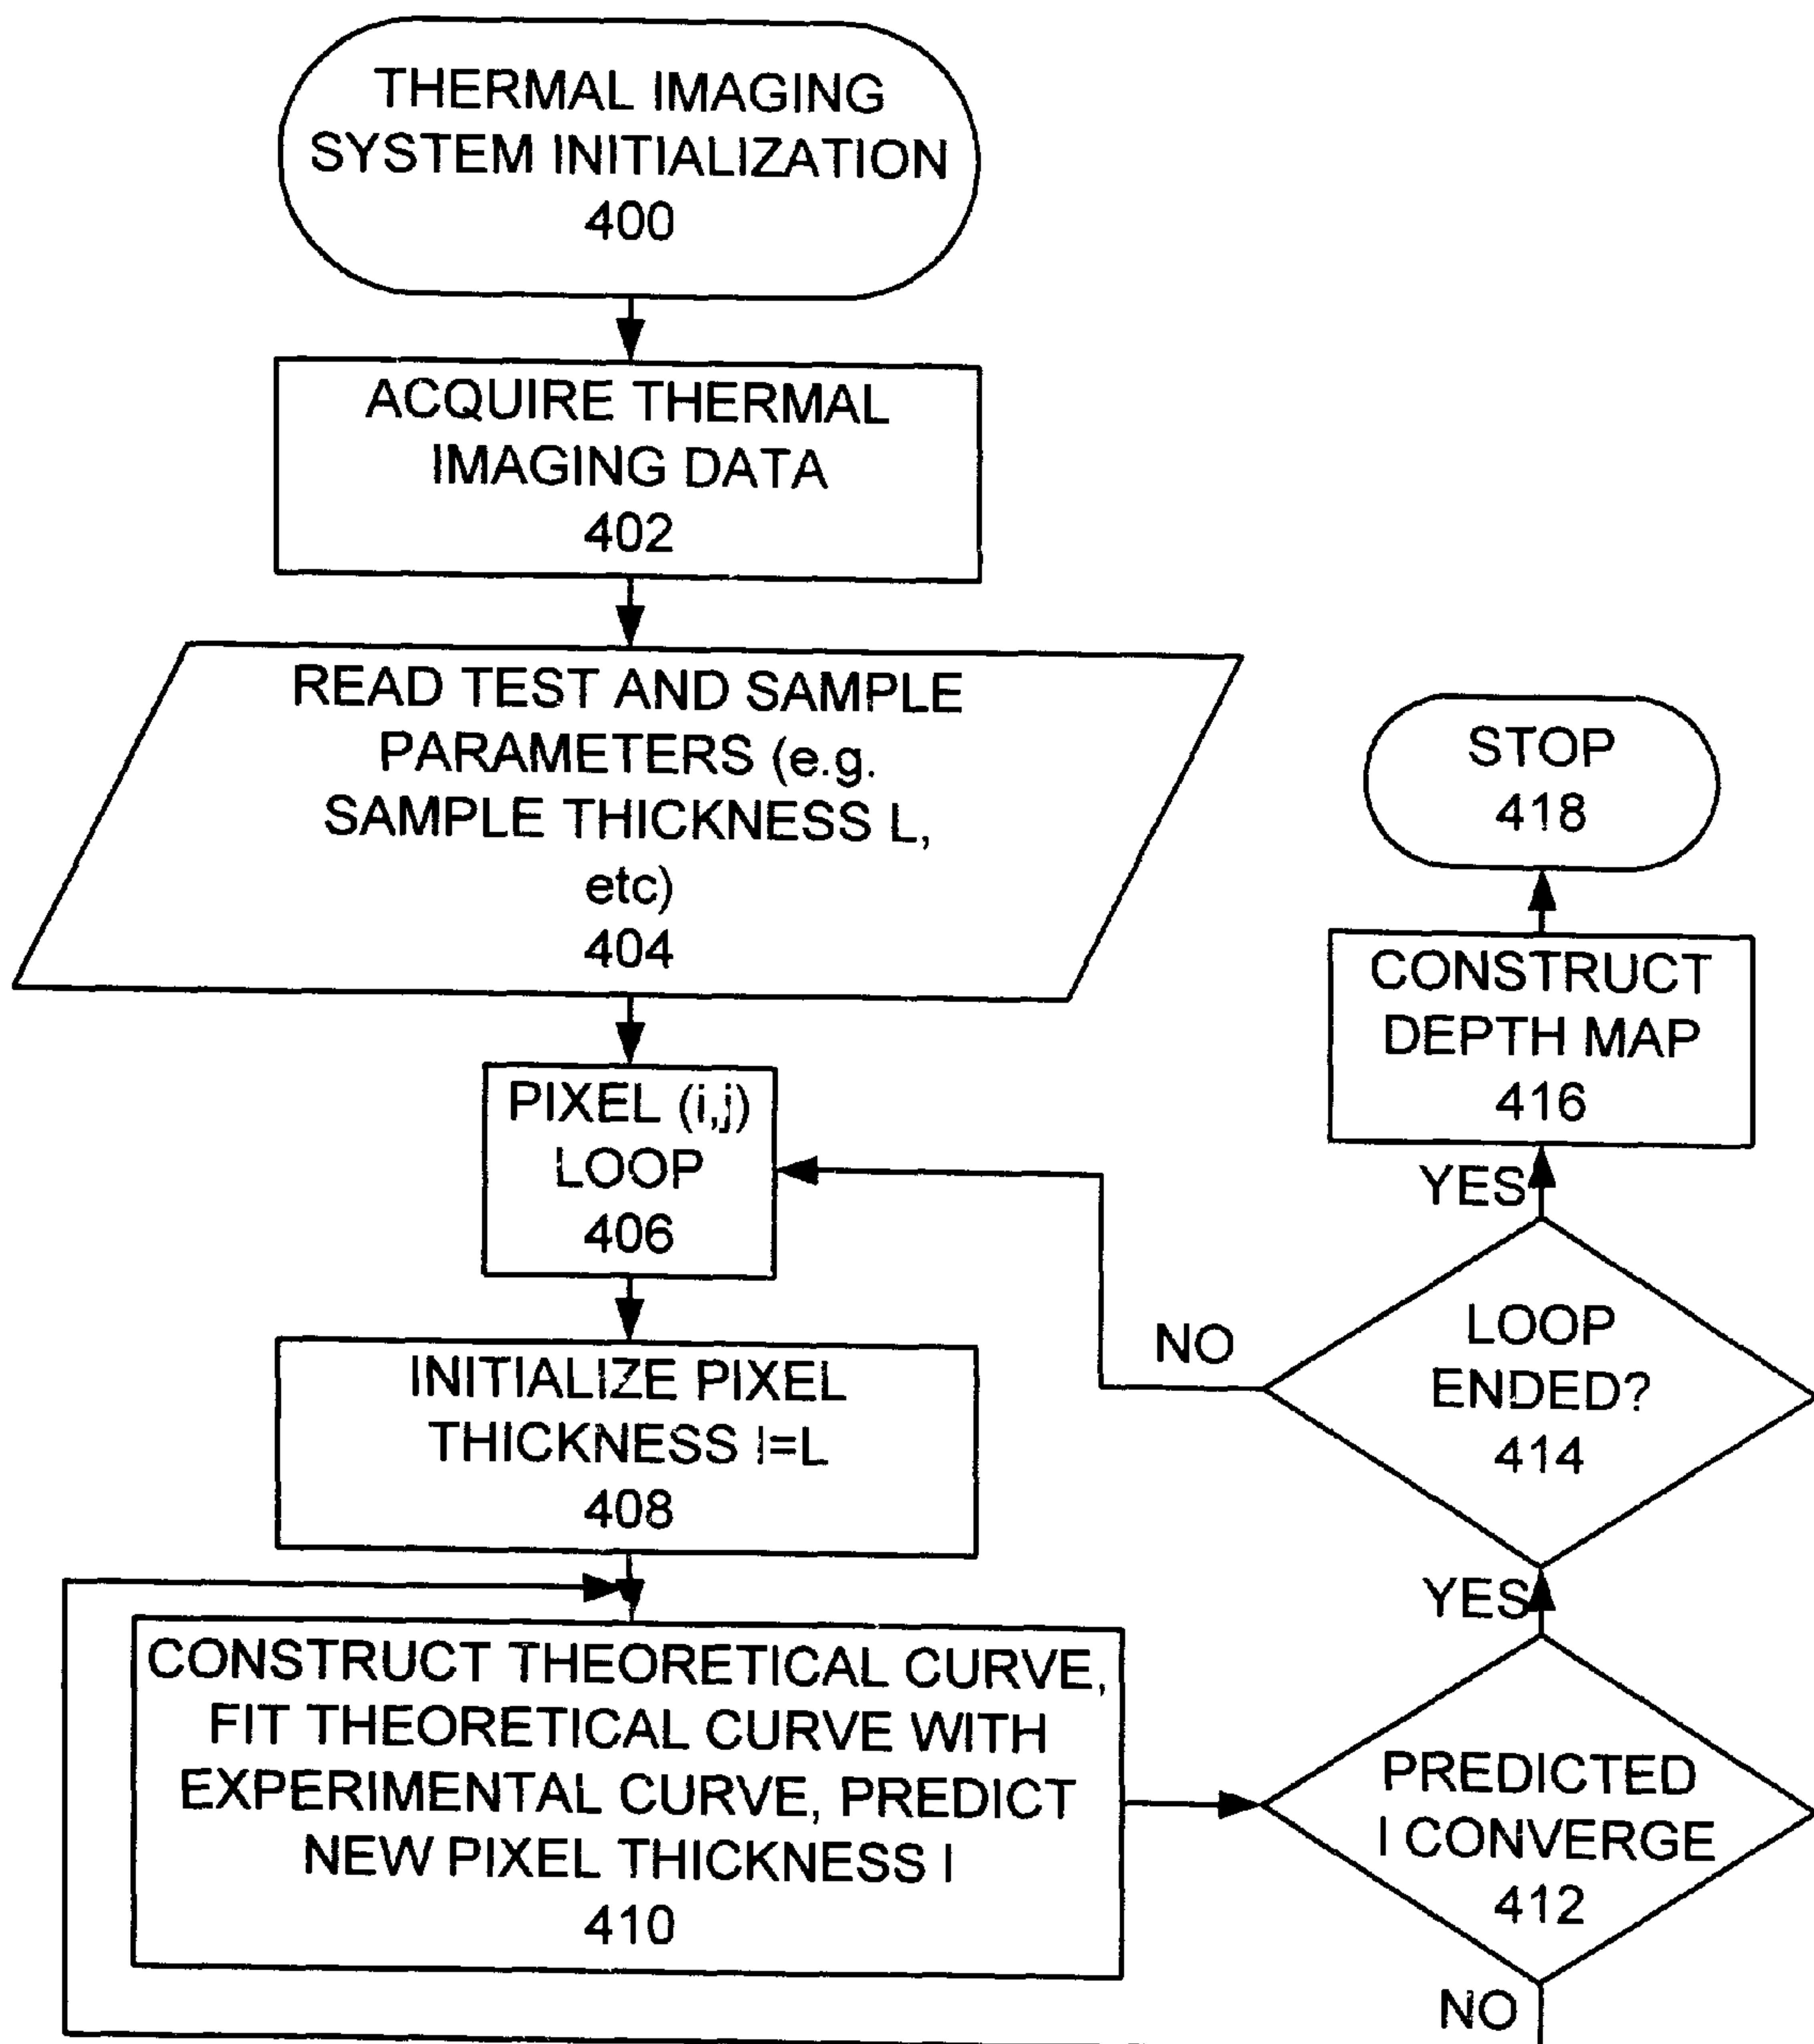 THERMAL IMAGING
SYSTEM INITIALIZATION
400
ACQUIRE THERMAL
IMAGING DATA
402
READ TEST AND SAMPLE
PARAMETERS (e.g.
SAMPLE THICKNESS L,
etc)
404
PIXEL (i,j)
LOOP
406
INITIALIZE PIXEL
THICKNESS l=L
408
CONSTRUCT THEORETICAL CURVE,
FIT THEORETICAL CURVE WITH
EXPERIMENTAL CURVE, PREDICT
NEW PIXEL THICKNESS l
410
PREDICTED
l CONVERGE
412
NO
YES
LOOP
ENDED?
414
NO
YES
CONSTRUCT
DEPTH MAP
416
STOP
418